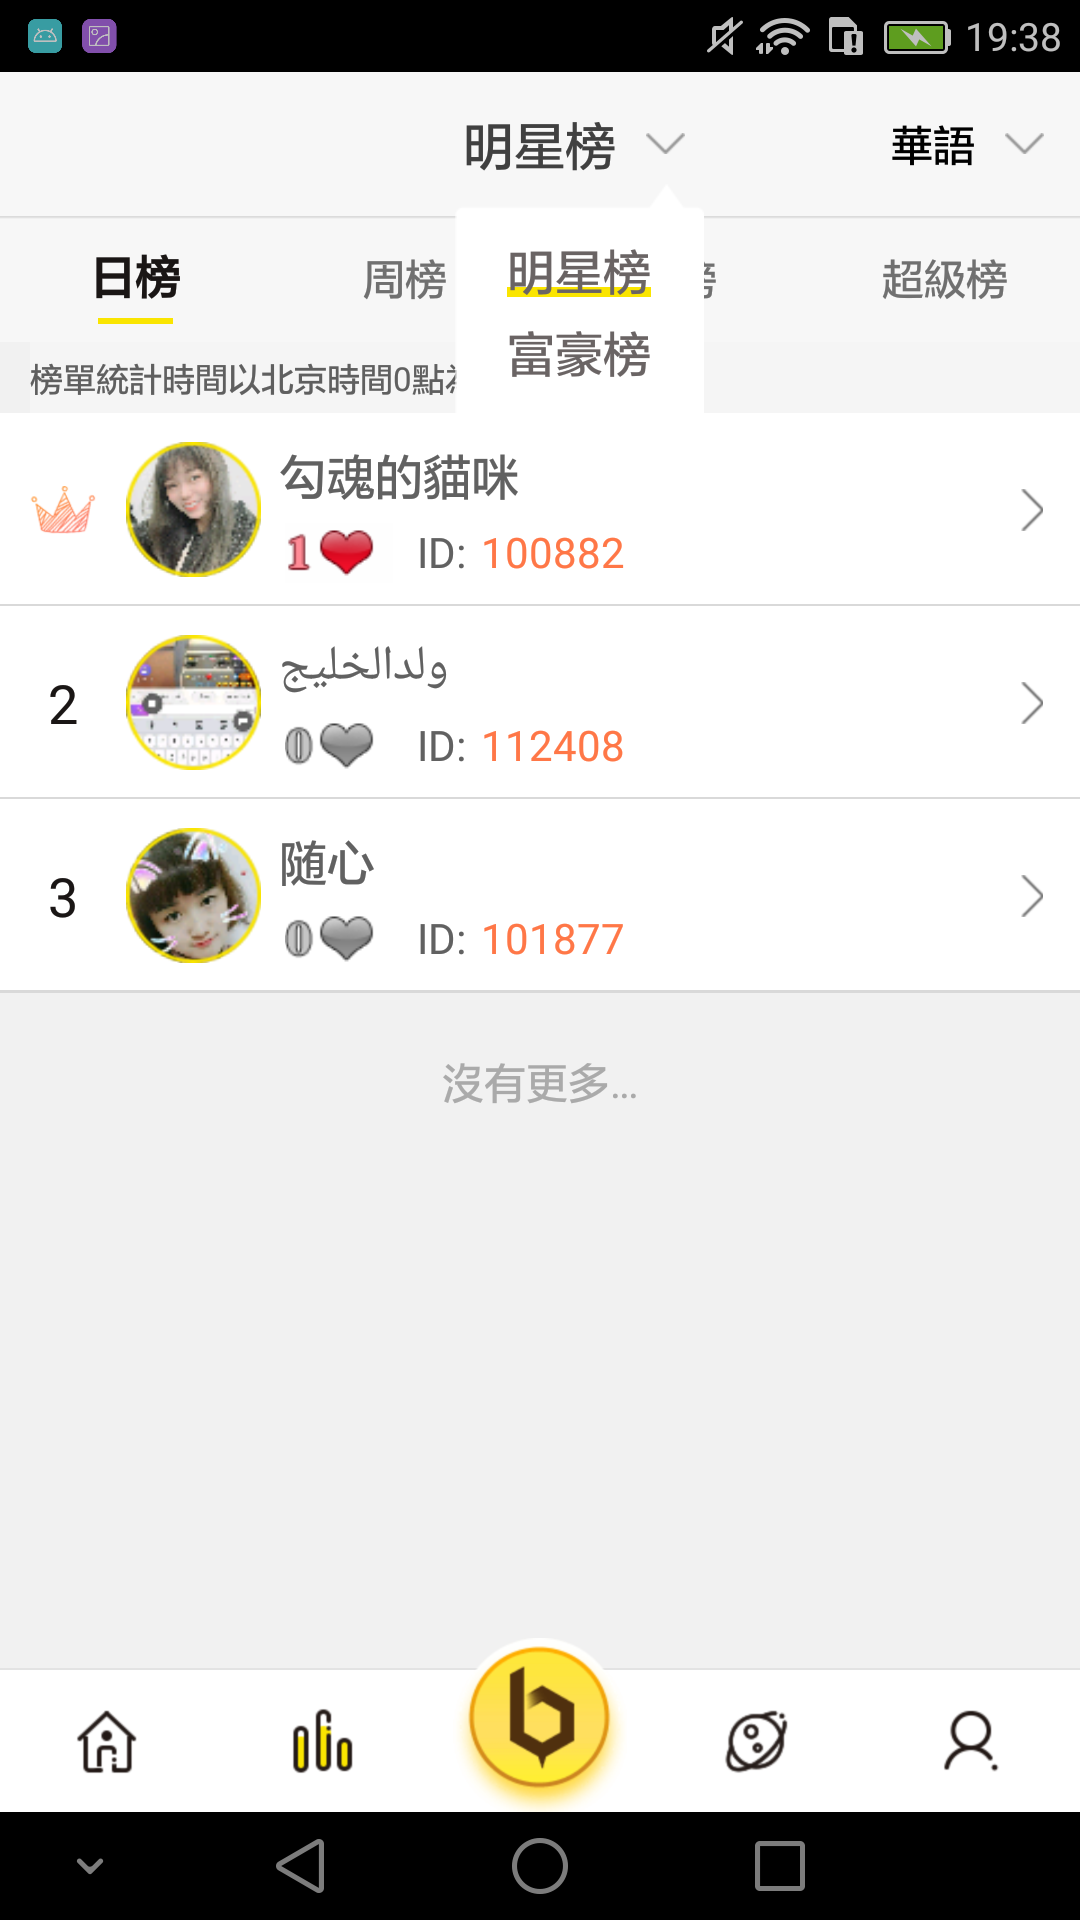 19:38
明星榜
華語
日榜
周榜
明星榜
超級榜
富豪榜
榜單統計時間以北京時間0點
勾魂的貓咪
1 ID: 100882
2
ولدالخليج
0 ID: 112408
3
随心
0 ID: 101877
沒有更多...